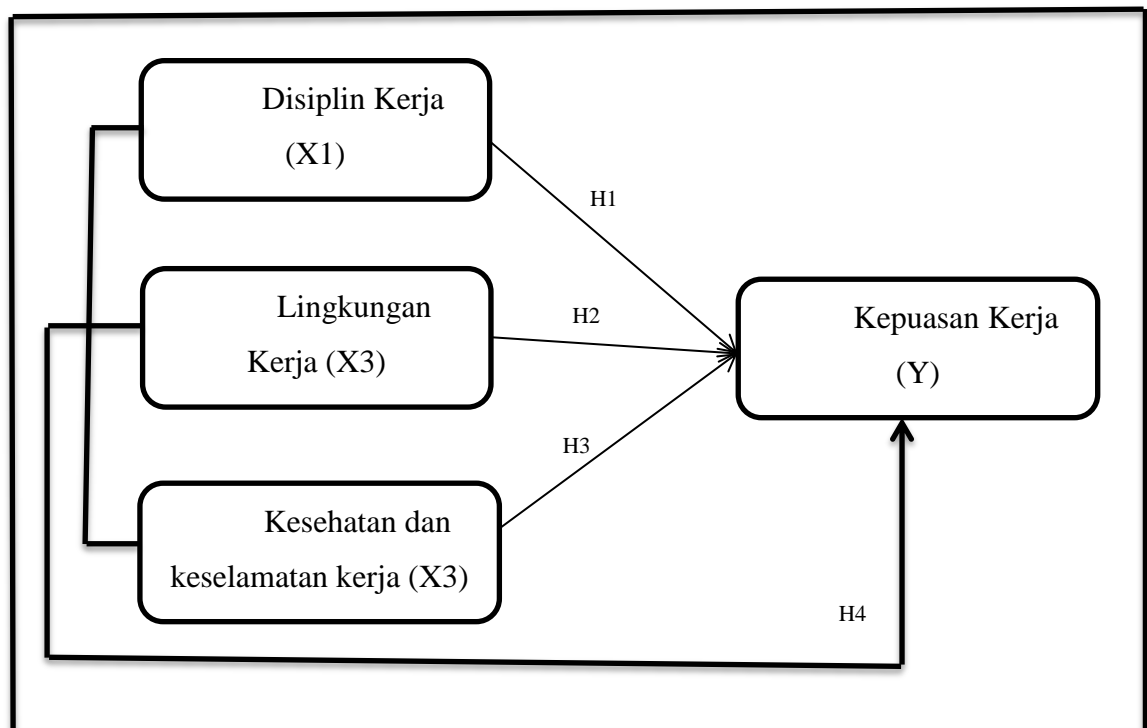 Disiplin Kerja
(X1)
H1
Lingkungan
Kerja (X3)
H2
Kepuasan Kerja
(Y)
H3
Kesehatan dan
keselamatan kerja (X3)
H4